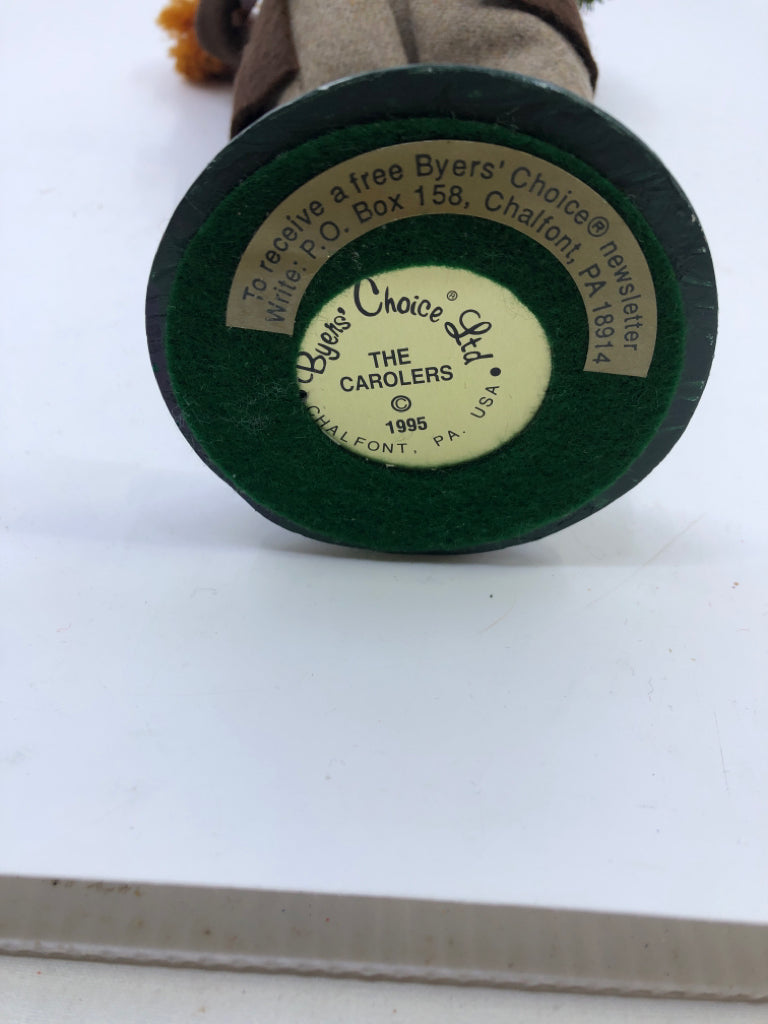 To receive a free Byers' Choice® newsletter
Write: P.O. Box 158, Chalfont, PA 18914
• Byers' Choice® Ltd •
THE
CAROLERS
©
1995
CHALFONT, PA. USA